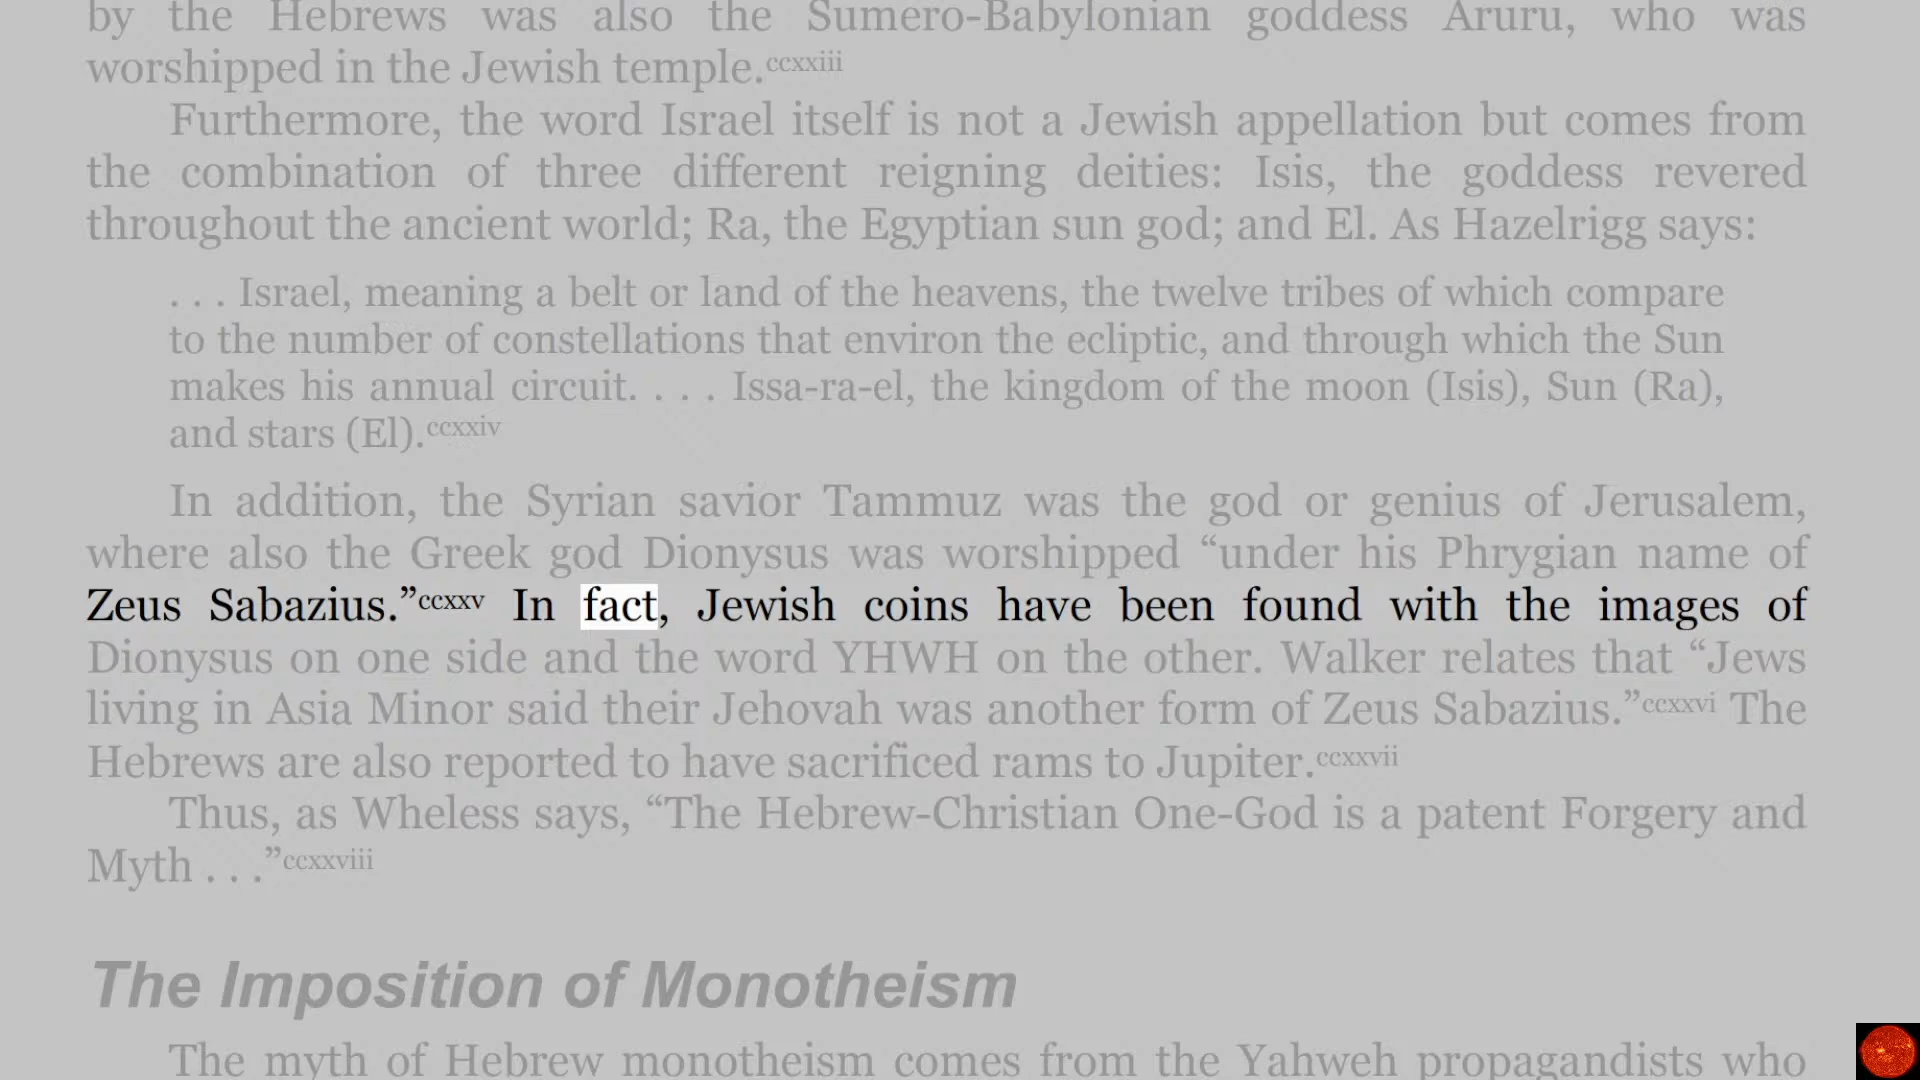 by the Hebrews was also the Sumero-Babylonian goddess Aruru, who was
worshipped in the Jewish temple.ccxxiii
Furthermore, the word Israel itself is not a Jewish appellation but comes from
the combination of three different reigning deities: Isis, the goddess revered
throughout the ancient world; Ra, the Egyptian sun god; and El. As Hazelrigg says:
. . . Israel, meaning a belt or land of the heavens, the twelve tribes of which compare
to the number of constellations that environ the ecliptic, and through which the Sun
makes his annual circuit. . . . Issa-ra-el, the kingdom of the moon (Isis), Sun (Ra),
and stars (El).ccxxiv
In addition, the Syrian savior Tammuz was the god or genius of Jerusalem,
where also the Greek god Dionysus was worshipped “under his Phrygian name of
Zeus Sabazius.”ccxxv In fact, Jewish coins have been found with the images of
Dionysus on one side and the word YHWH on the other. Walker relates that “Jews
living in Asia Minor said their Jehovah was another form of Zeus Sabazius.”ccxxvi The
Hebrews are also reported to have sacrificed rams to Jupiter.ccxxvii
Thus, as Wheless says, “The Hebrew-Christian One-God is a patent Forgery and
Myth . . .”ccxxviii
The Imposition of Monotheism
The myth of Hebrew monotheism comes from the Yahweh propagandists who